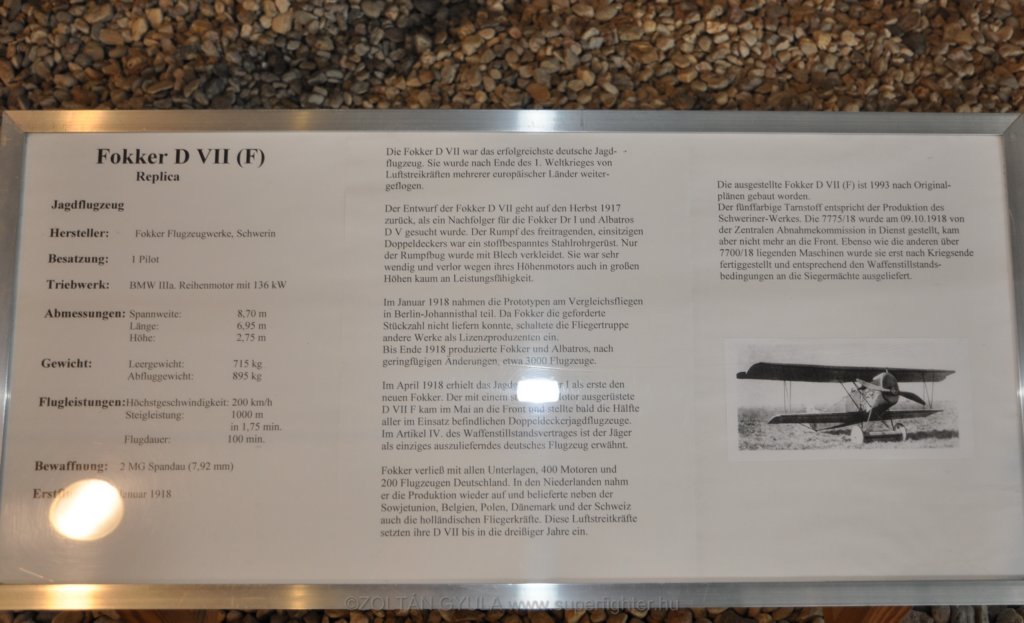 Fokker D VII (F)
Replica
Jagdflugzeug
Hersteller: Fokker Flugzeugwerke, Schwerin
Besatzung: 1 Pilot
Triebwerk: BMW IIIa. Reihenmotor mit 136 kW
Abmessungen: Spannweite: 8,70 m
Länge: 6,95 m
Höhe: 2,75 m
Gewicht: Leergewicht: 715 kg
Abfluggewicht: 895 kg
Flugleistungen: Höchstgeschwindigkeit: 200 km/h
Steigleistung: 1000 m
in 1,75 min.
Flugdauer: 100 min.
Bewaffnung: 2 MG Spandau (7,92 mm)
Januar 1918
Die Fokker D VII war das erfolgreichste deutsche Jagd-
flugzeug. Sie wurde nach Ende des 1. Weltkrieges von
Luftstreitkräften mehrerer europäischer Länder weiter-
geflogen.
Der Entwurf der Fokker D VII geht auf den Herbst 1917
zurück, als ein Nachfolger für die Fokker Dr I und Albatros
D V gesucht wurde. Der Rumpf des freitragenden, einsitzigen
Doppeldeckers war ein stoffbespanntes Stahlrohrgerüst. Nur
der Rumpfbug wurde mit Blech verkleidet. Sie war sehr
wendig und verlor wegen ihres Höhenmotors auch in großen
Höhen kaum an Leistungsfähigkeit.
Im Januar 1918 nahmen die Prototypen am Vergleichsfliegen
in Berlin-Johannisthal teil. Da Fokker die geforderte
Stückzahl nicht liefern konnte, schaltete die Fliegertruppe
andere Werke als Lizenzproduzenten ein.
Bis Ende 1918 produzierte Fokker und Albatros, nach
geringfügigen Änderungen, etwa 3000 Flugzeuge.
Im April 1918 erhielt das I als erste den
neuen Fokker. Der mit einem ausgerüstete
D VII F kam im Mai an die Front und stellte bald die Hälfte
aller im Einsatz befindlichen Doppeldeckerjagdflugzeuge.
Im Artikel IV. des Waffenstillstandsvertrages ist der Jäger
als einziges auszulieferndes deutsches Flugzeug erwähnt.
Fokker verließ mit allen Unterlagen, 400 Motoren und
200 Flugzeugen Deutschland. In den Niederlanden nahm
er die Produktion wieder auf und belieferte neben der
Sowjetunion, Belgien, Polen, Dänemark und der Schweiz
auch die holländischen Fliegerkräfte. Diese Luftstreitkräfte
setzten ihre D VII bis in die dreißiger Jahre ein.
Die ausgestellte Fokker D VII (F) ist 1993 nach Original-
plänen gebaut worden.
Der fünffarbige Tarnstoff entspricht der Produktion des
Schweriner-Werkes. Die 7775/18 wurde am 09.10.1918 von
der Zentralen Abnahmekommission in Dienst gestellt, kam
aber nicht mehr an die Front. Ebenso wie die anderen über
7700/18 liegenden Maschinen wurde sie erst nach Kriegsende
fertiggestellt und entsprechend den Waffenstillstands-
bedingungen an die Siegermächte ausgeliefert.
©ZOLTÁN GYULA www.superfighter.hu